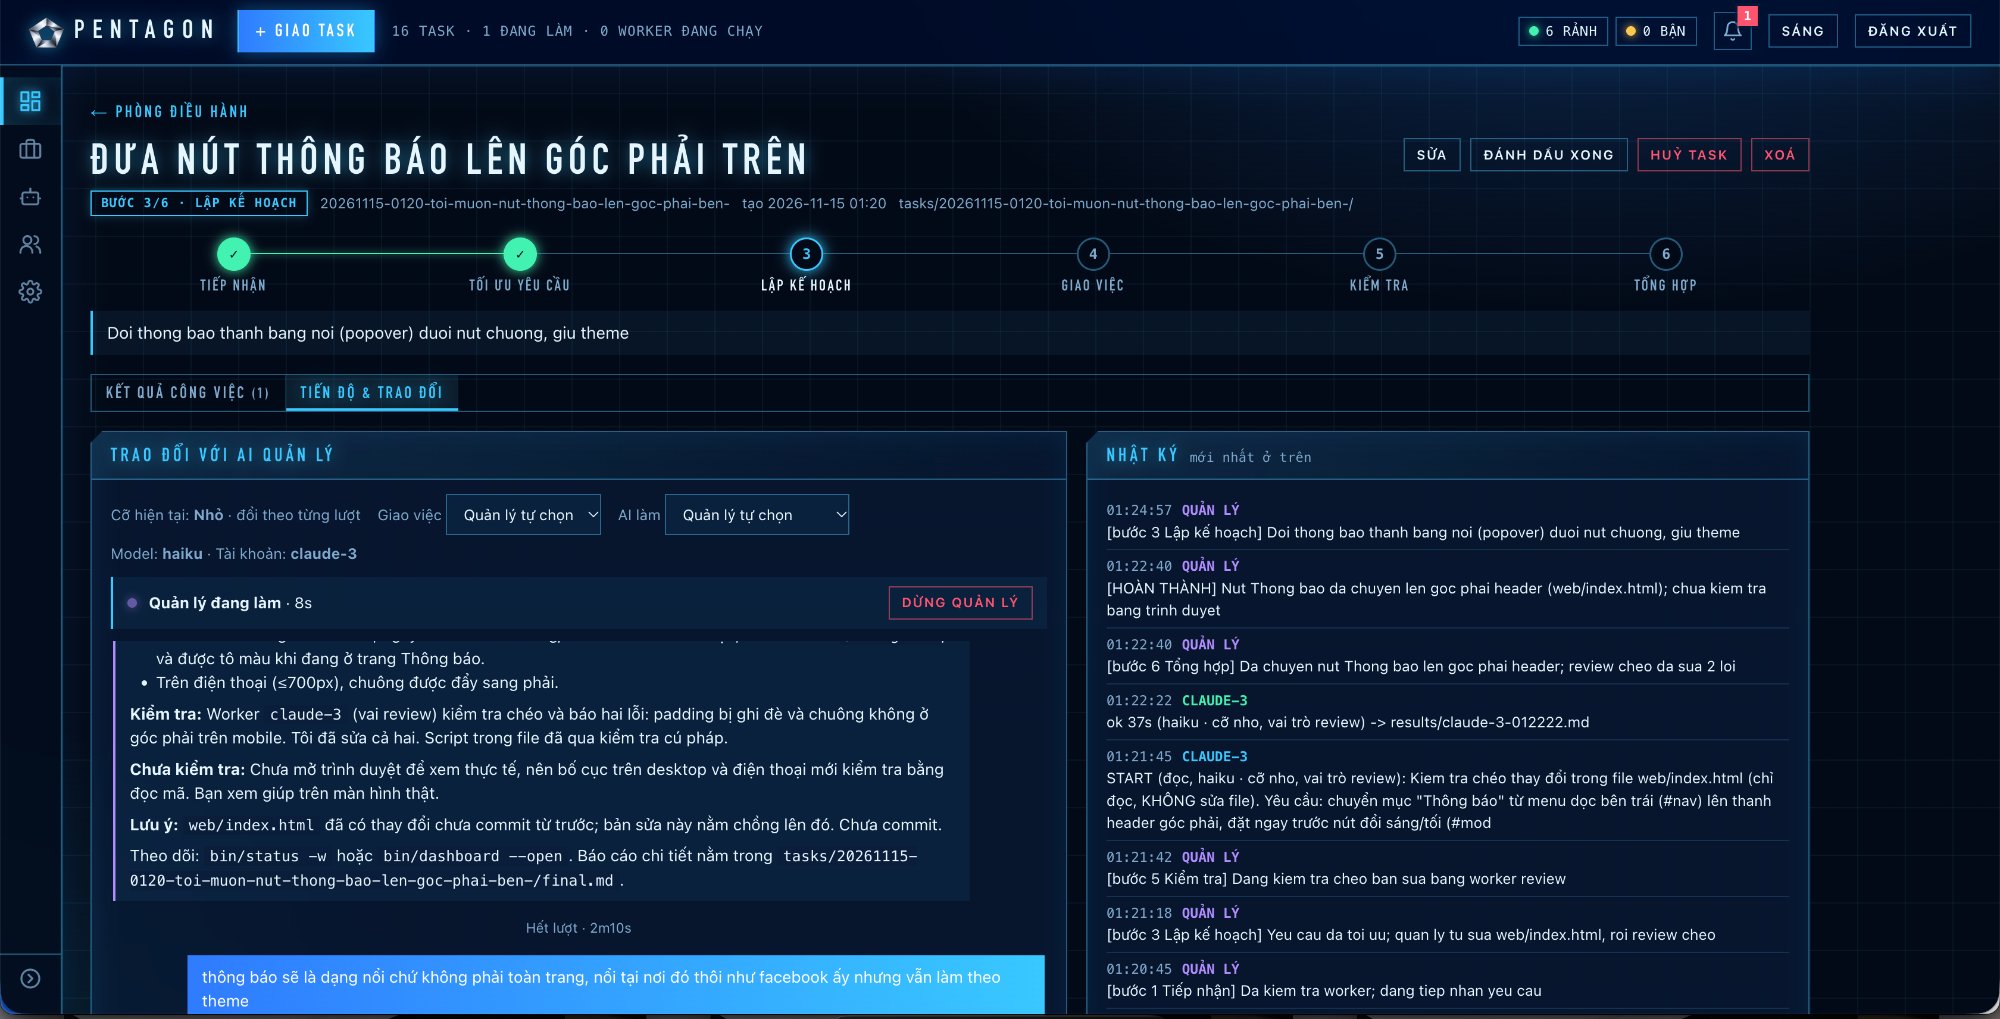 PENTAGON
+ GIAO TASK
16 TASK · 1 ĐANG LÀM · 0 WORKER ĐANG CHẠY
6 RẢNH
0 BẬN
1
SÁNG
ĐĂNG XUẤT
← PHÒNG ĐIỀU HÀNH
ĐƯA NÚT THÔNG BÁO LÊN GÓC PHẢI TRÊN
SỬA
ĐÁNH DẤU XONG
HUỶ TASK
XOÁ
BƯỚC 3/6 · LẬP KẾ HOẠCH
20261115-0120-toi-muon-nut-thong-bao-len-goc-phai-ben- tạo 2026-11-15 01:20 tasks/20261115-0120-toi-muon-nut-thong-bao-len-goc-phai-ben-/
✓
✓
3
4
5
6
TIẾP NHẬN
TỐI ƯU YÊU CẦU
LẬP KẾ HOẠCH
GIAO VIỆC
KIỂM TRA
TỔNG HỢP
Doi thong bao thanh bang noi (popover) duoi nut chuong, giu theme
KẾT QUẢ CÔNG VIỆC (1)
TIẾN ĐỘ & TRAO ĐỔI
TRAO ĐỔI VỚI AI QUẢN LÝ
Cỡ hiện tại: Nhỏ · đổi theo từng lượt
Giao việc
Quản lý tự chọn
AI làm
Quản lý tự chọn
Model: haiku · Tài khoản: claude-3
Quản lý đang làm · 8s
DỪNG QUẢN LÝ
và được tô màu khi đang ở trang Thông báo.
• Trên điện thoại (≤700px), chuông được đẩy sang phải.
Kiểm tra: Worker claude-3 (vai review) kiểm tra chéo và báo hai lỗi: padding bị ghi đè và chuông không ở
góc phải trên mobile. Tôi đã sửa cả hai. Script trong file đã qua kiểm tra cú pháp.
Chưa kiểm tra: Chưa mở trình duyệt để xem thực tế, nên bố cục trên desktop và điện thoại mới kiểm tra bằng
đọc mã. Bạn xem giúp trên màn hình thật.
Lưu ý: web/index.html đã có thay đổi chưa commit từ trước; bản sửa này nằm chồng lên đó. Chưa commit.
Theo dõi: bin/status -w hoặc bin/dashboard --open . Báo cáo chi tiết nằm trong tasks/20261115-
0120-toi-muon-nut-thong-bao-len-goc-phai-ben-/final.md .
Hết lượt · 2m10s
thông báo sẽ là dạng nổi chứ không phải toàn trang, nổi tại nơi đó thôi như facebook ấy nhưng vẫn làm theo
theme
NHẬT KÝ mới nhất ở trên
01:24:57 QUẢN LÝ
[bước 3 Lập kế hoạch] Doi thong bao thanh bang noi (popover) duoi nut chuong, giu theme
01:22:40 QUẢN LÝ
[HOÀN THÀNH] Nut Thong bao da chuyen len goc phai header (web/index.html); chua kiem tra
bang trinh duyet
01:22:40 QUẢN LÝ
[bước 6 Tổng hợp] Da chuyen nut Thong bao len goc phai header; review cheo da sua 2 loi
01:22:22 CLAUDE-3
ok 37s (haiku · cỡ nho, vai trò review) -> results/claude-3-012222.md
01:21:45 CLAUDE-3
START (đọc, haiku · cỡ nho, vai trò review): Kiem tra chéo thay đổi trong file web/index.html (chỉ
đọc, KHÔNG sửa file). Yêu cầu: chuyển mục "Thông báo" từ menu dọc bên trái (#nav) lên thanh
header góc phải, đặt ngay trước nút đổi sáng/tối (#mod
01:21:42 QUẢN LÝ
[bước 5 Kiểm tra] Dang kiem tra cheo ban sua bang worker review
01:21:18 QUẢN LÝ
[bước 3 Lập kế hoạch] Yeu cau da toi uu; quan ly tu sua web/index.html, roi review cheo
01:20:45 QUẢN LÝ
[bước 1 Tiếp nhận] Da kiem tra worker; dang tiep nhan yeu cau